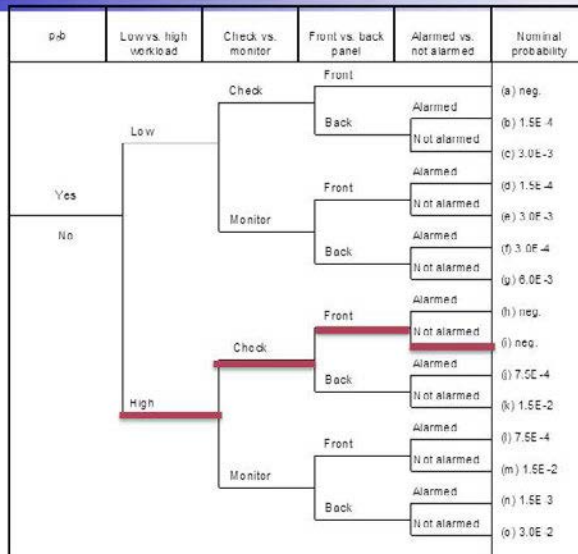 pcb
Low vs. high workload
Check vs. monitor
Front vs. back panel
Alarmed vs. not alarmed
Nominal probability
Front
(a) neg.
Check
Alarmed
(b) 1.5E-4
Back
Not alarmed
(c) 3.0E-3
Low
Alarmed
(d) 1.5E-4
Front
Not alarmed
(e) 3.0E-3
Yes
Monitor
Alarmed
(f) 3.0E-4
No
Back
Not alarmed
(g) 6.0E-3
Alarmed
(h) neg.
Front
Not alarmed
(i) neg.
Check
Alarmed
(j) 7.5E-4
Back
Not alarmed
(k) 1.5E-2
High
Alarmed
(l) 7.5E-4
Front
Not alarmed
(m) 1.5E-2
Monitor
Alarmed
(n) 1.5E-3
Back
Not alarmed
(o) 3.0E-2